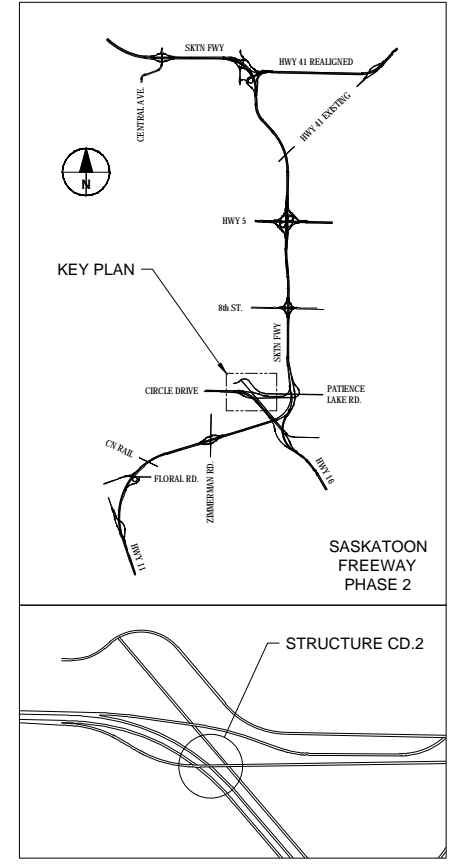 SKTN FWY
HWY 41 REALIGNED
CENTRAL AVE.
HWY 41 EXISTING
N
HWY 5
KEY PLAN
8th ST.
SKTN FWY
CIRCLE DRIVE
PATIENCE
LAKE RD.
CN RAIL
FLORAL RD.
ZIMMERMAN RD.
HWY 16
HWY 11
SASKATOON
FREEWAY
PHASE 2
STRUCTURE CD.2